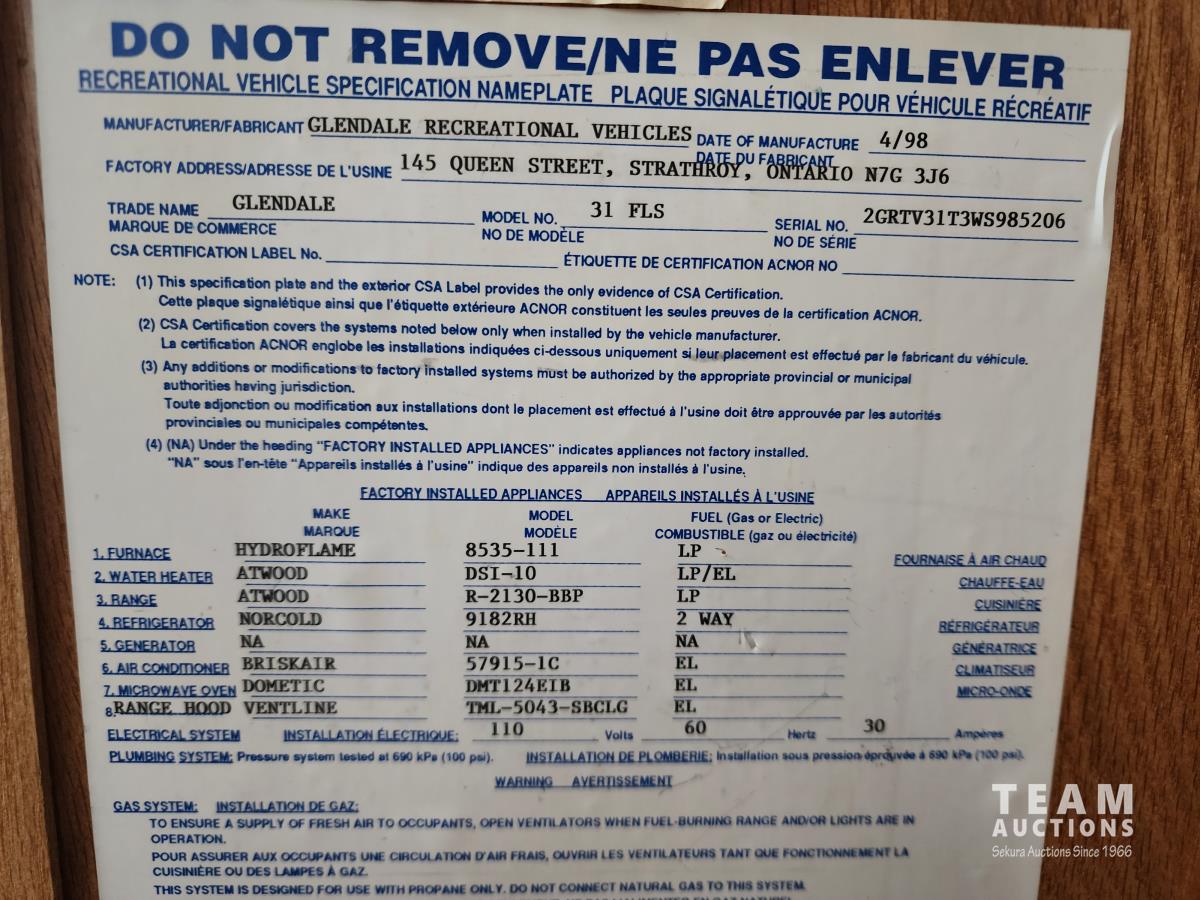 DO NOT REMOVE/NE PAS ENLEVER
RECREATIONAL VEHICLE SPECIFICATION NAMEPLATE PLAQUE SIGNALÉTIQUE POUR VÉHICULE RÉCRÉATIF
MANUFACTURER/FABRICANT GLENDALE RECREATIONAL VEHICLES DATE OF MANUFACTURE 4/98
DATE DU FABRICANT
FACTORY ADDRESS/ADRESSE DE L'USINE 145 QUEEN STREET, STRATHROY, ONTARIO N7G 3J6
TRADE NAME GLENDALE MODEL NO. 31 FLS SERIAL NO. 2GRTV31T3WS985206
MARQUE DE COMMERCE NO DE MODÈLE NO DE SÉRIE
CSA CERTIFICATION LABEL No. ÉTIQUETTE DE CERTIFICATION ACNOR NO
NOTE: (1) This specification plate and the exterior CSA Label provides the only evidence of CSA Certification.
Cette plaque signalétique ainsi que l'étiquette extérieure ACNOR constituent les seules preuves de la certification ACNOR.
(2) CSA Certification covers the systems noted below only when installed by the vehicle manufacturer.
La certification ACNOR englobe les installations indiquées ci-dessous uniquement si leur placement est effectué par le fabricant du véhicule.
(3) Any additions or modifications to factory installed systems must be authorized by the appropriate provincial or municipal
authorities having jurisdiction.
Toute adjonction ou modification aux installations dont le placement est effectué à l'usine doit être approuvée par les autorités
provinciales ou municipales compétentes.
(4) (NA) Under the heading "FACTORY INSTALLED APPLIANCES" indicates appliances not factory installed.
"NA" sous l'en-tête "Appareils installés à l'usine" indique des appareils non installés à l'usine.
FACTORY INSTALLED APPLIANCES APPAREILS INSTALLÉS À L'USINE
MAKE MODEL FUEL (Gas or Electric)
MARQUE MODÈLE COMBUSTIBLE (gaz ou électricité)
1. FURNACE HYDROFLAME 8535-111 LP FOURNAISE À AIR CHAUD
2. WATER HEATER ATWOOD DSI-10 LP/EL CHAUFFE-EAU
3. RANGE ATWOOD R-2130-BBP LP CUISINIÈRE
4. REFRIGERATOR NORCOLD 9182RH 2 WAY RÉFRIGÉRATEUR
5. GENERATOR NA NA NA GÉNÉRATRICE
6. AIR CONDITIONER BRISKAIR 57915-1C EL CLIMATISEUR
7. MICROWAVE OVEN DOMETIC DMT124EIB EL MICRO-ONDE
8. RANGE HOOD VENTLINE TML-5043-SBCLG EL
ELECTRICAL SYSTEM INSTALLATION ÉLECTRIQUE: 110 Volts 60 Hertz 30 Ampères
PLUMBING SYSTEM: Pressure system tested at 690 kPa (100 psi). INSTALLATION DE PLOMBERIE: Installation sous pression éprouvée à 690 kPa (100 psi).
WARNING AVERTISSEMENT
GAS SYSTEM: INSTALLATION DE GAZ:
TO ENSURE A SUPPLY OF FRESH AIR TO OCCUPANTS, OPEN VENTILATORS WHEN FUEL-BURNING RANGE AND/OR LIGHTS ARE IN
OPERATION.
POUR ASSURER AUX OCCUPANTS UNE CIRCULATION D'AIR FRAIS, OUVRIR LES VENTILATEURS TANT QUE FONCTIONNEMENT LA
CUISINIÈRE OU DES LAMPES À GAZ.
THIS SYSTEM IS DESIGNED FOR USE WITH PROPANE ONLY. DO NOT CONNECT NATURAL GAS TO THIS SYSTEM.
TEAM
AUCTIONS
Sekura Auctions Since 1966